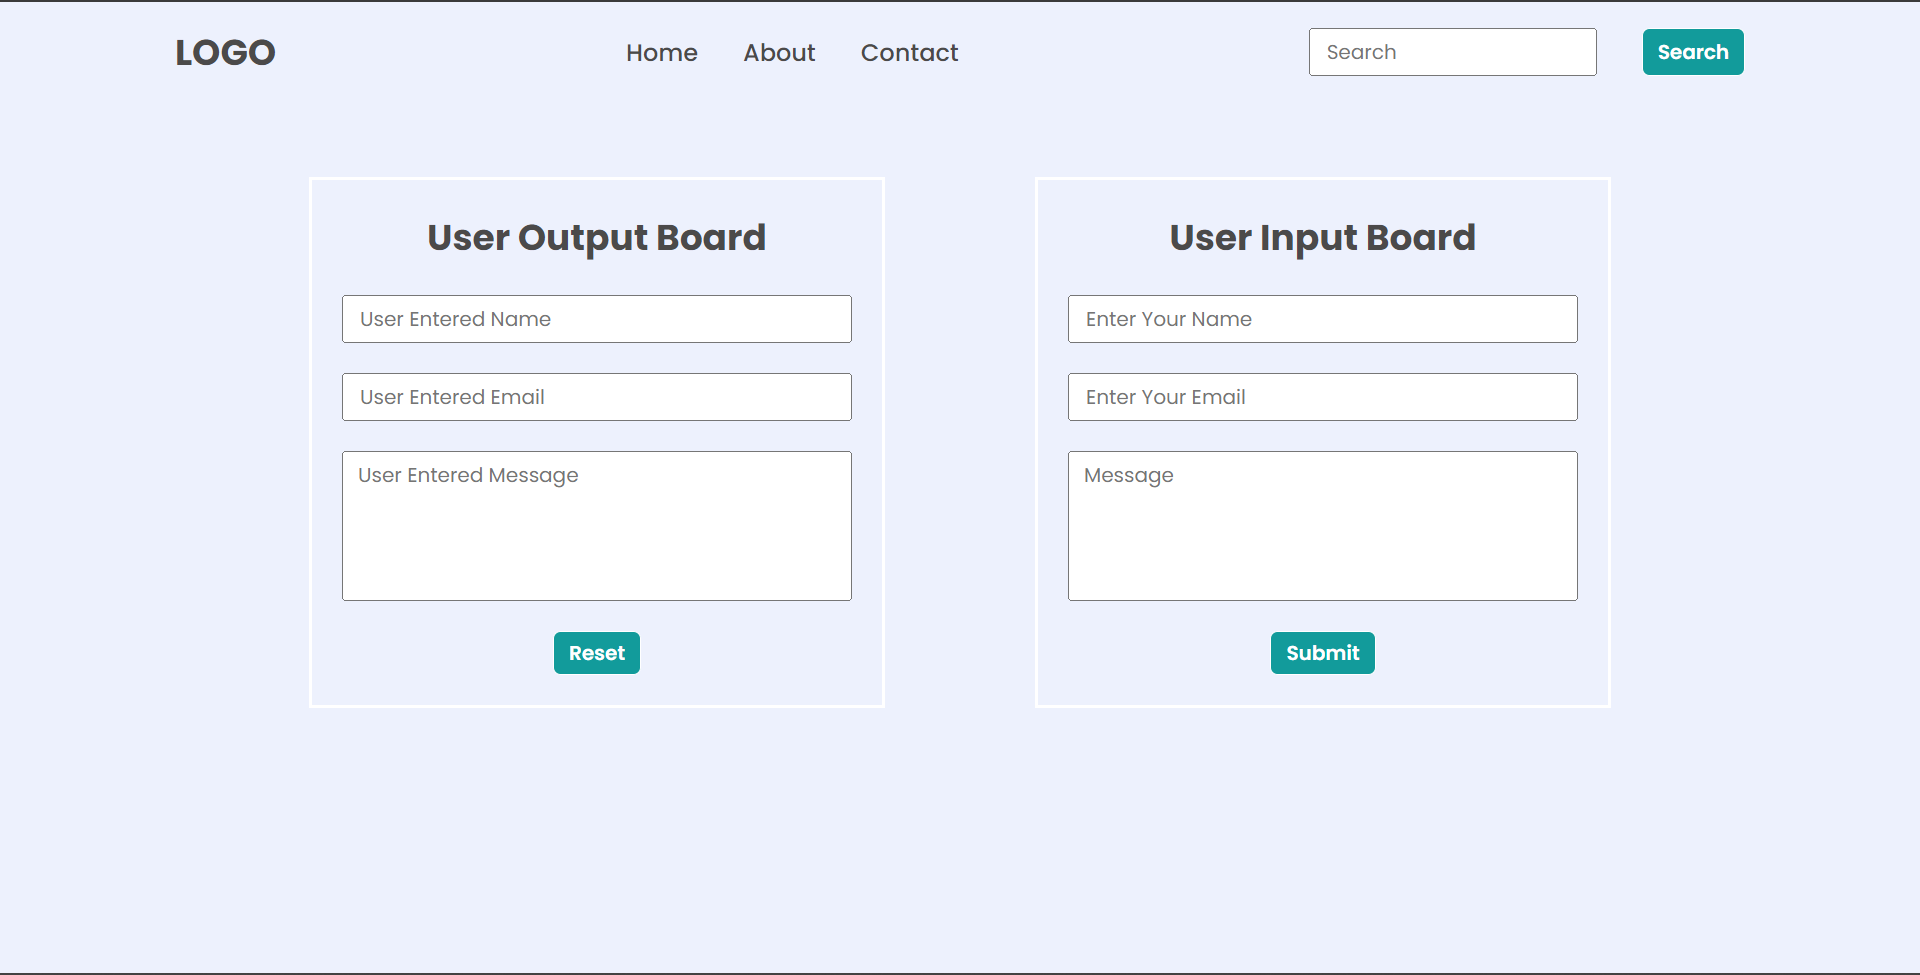 LOGO Home About Contact Search Search
User Output Board
User Entered Name
User Entered Email
User Entered Message
Reset
User Input Board
Enter Your Name
Enter Your Email
Message
Submit